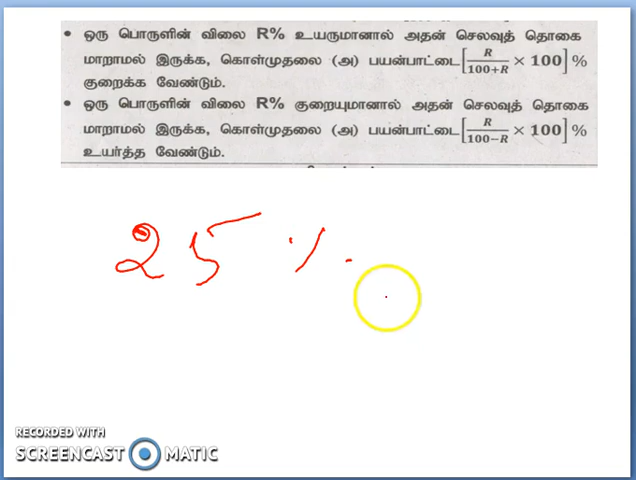 • ஒரு பொருளின் விலை R% உயருமானால் அதன் செலவுத் தொகை
மாறாமல் இருக்க, கொள்முதலை (அ) பயன்பாட்டை [R/100+R × 100] %
குறைக்க வேண்டும்.
• ஒரு பொருளின் விலை R% குறையுமானால் அதன் செலவுத் தொகை
மாறாமல் இருக்க, கொள்முதலை (அ) பயன்பாட்டை [R/100−R × 100] %
உயர்த்த வேண்டும்.
25 %.
RECORDED WITH
SCREENCAST MATIC